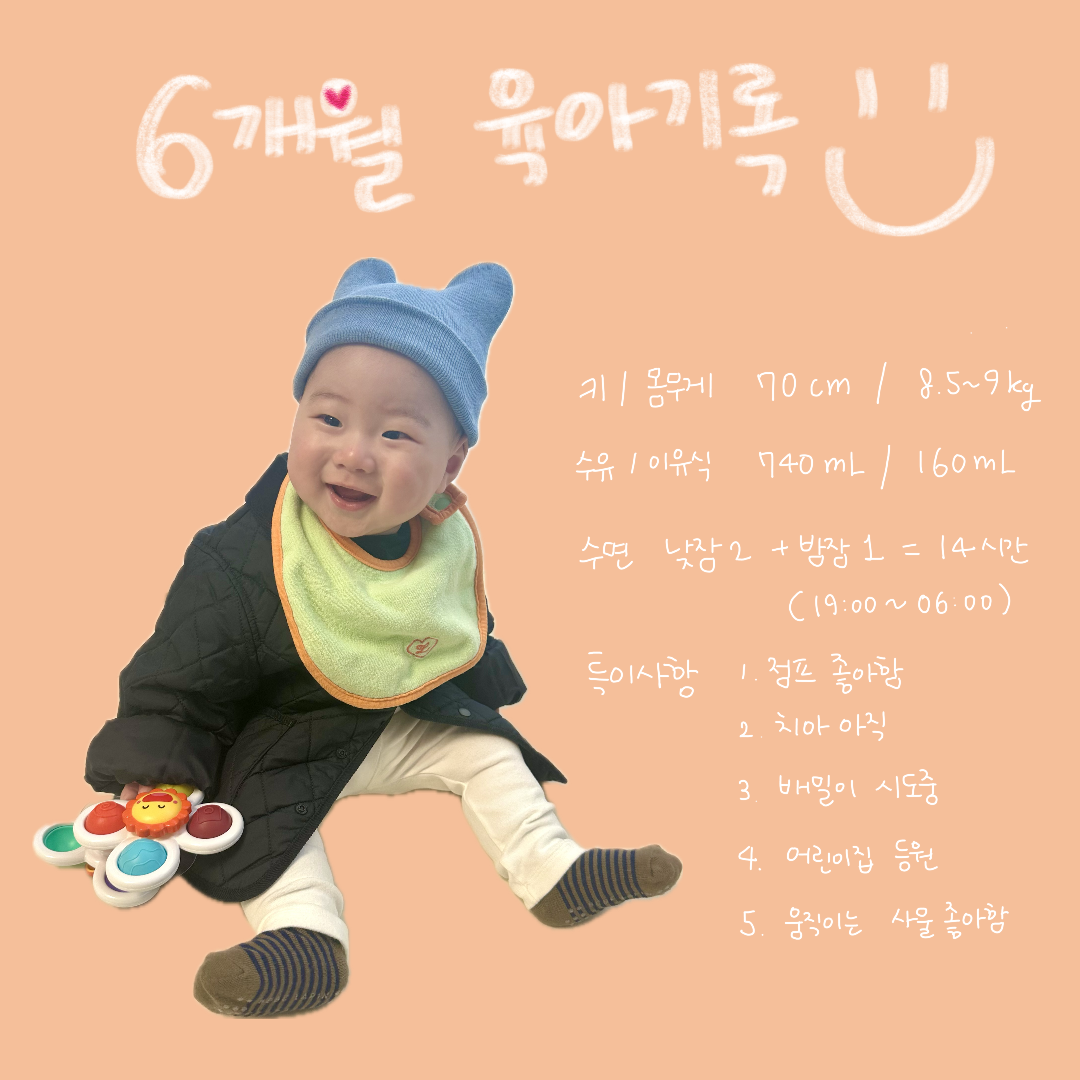 6개월 육아기록
키 / 몸무게 70 cm / 8.5~9kg
수유 / 이유식 740 mL / 160 mL
수면 낮잠 2 + 밤잠 1 = 14시간
(19:00 ~ 06:00)
특이사항 1. 점프 좋아함
2. 치아 아직
3. 배밀이 시도중
4. 어린이집 등원
5. 움직이는 사물 좋아함